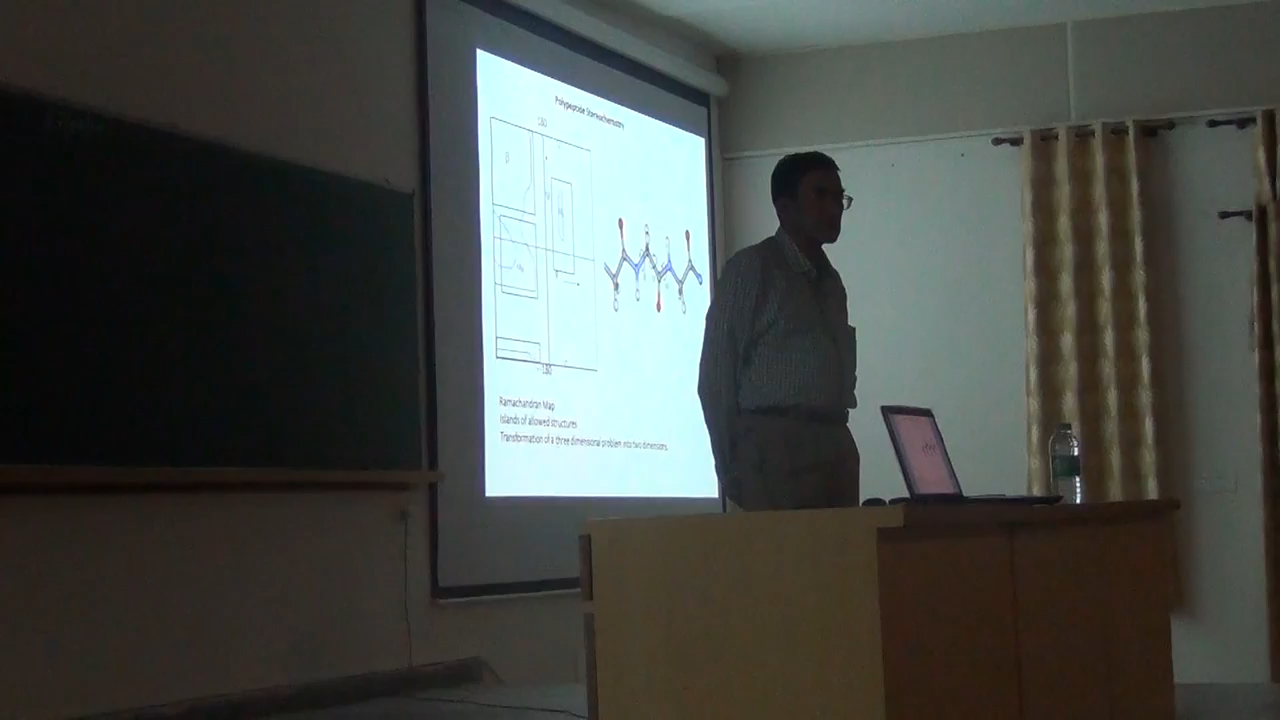 Polypeptide Stereochemistry
180
β
-180
Ramachandran Map
Islands of allowed structures
Transformation of a three dimensional problem into two dimensions.